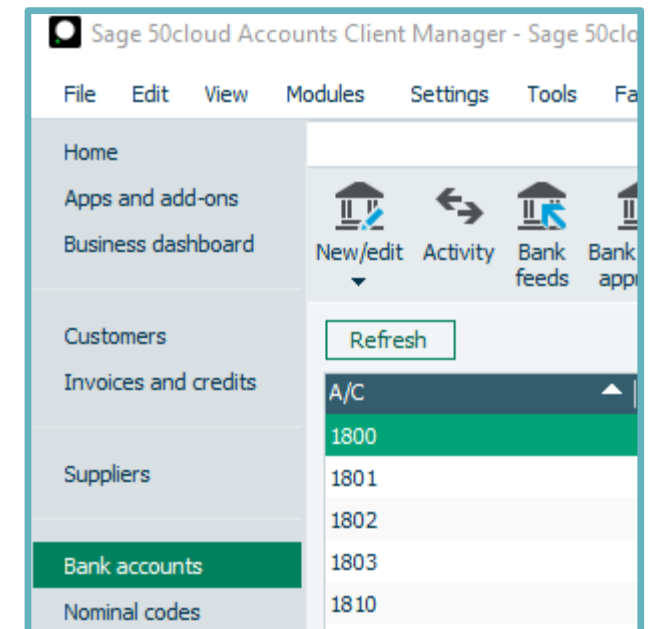 Sage 50cloud Accounts Client Manager - Sage 50clo
File Edit View Modules Settings Tools Fa
Home
Apps and add-ons
Business dashboard
New/edit Activity Bank feeds Bank app
Customers
Invoices and credits
Refresh
A/C
1800
Suppliers
1801
1802
Bank accounts
1803
Nominal codes
1810